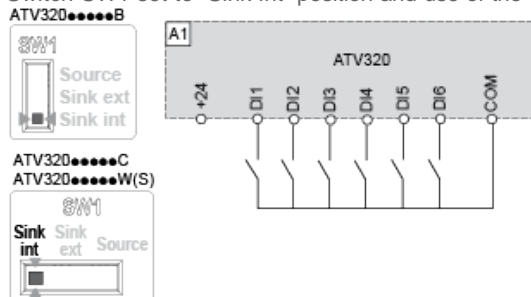 Switch SW1 set to "Sink Int" position and use of the
ATV320●●●●●B
SW1
Source
Sink ext
Sink int
ATV320●●●●●C
ATV320●●●●●W(S)
SW1
Sink int
Sink ext
Source
A1
ATV320
+24
DI1
DI2
DI3
DI4
DI5
DI6
COM